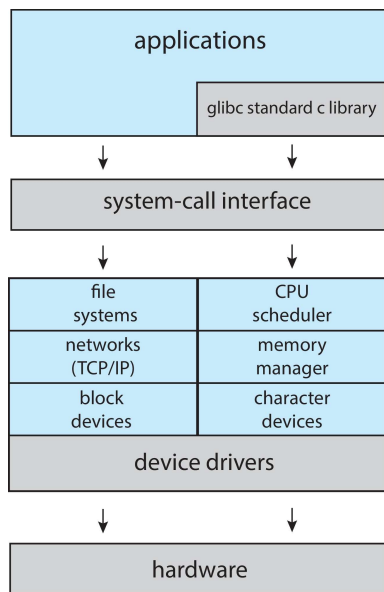 applications
glibc standard c library
system-call interface
file
systems
CPU
scheduler
networks
(TCP/IP)
memory
manager
block
devices
character
devices
device drivers
hardware